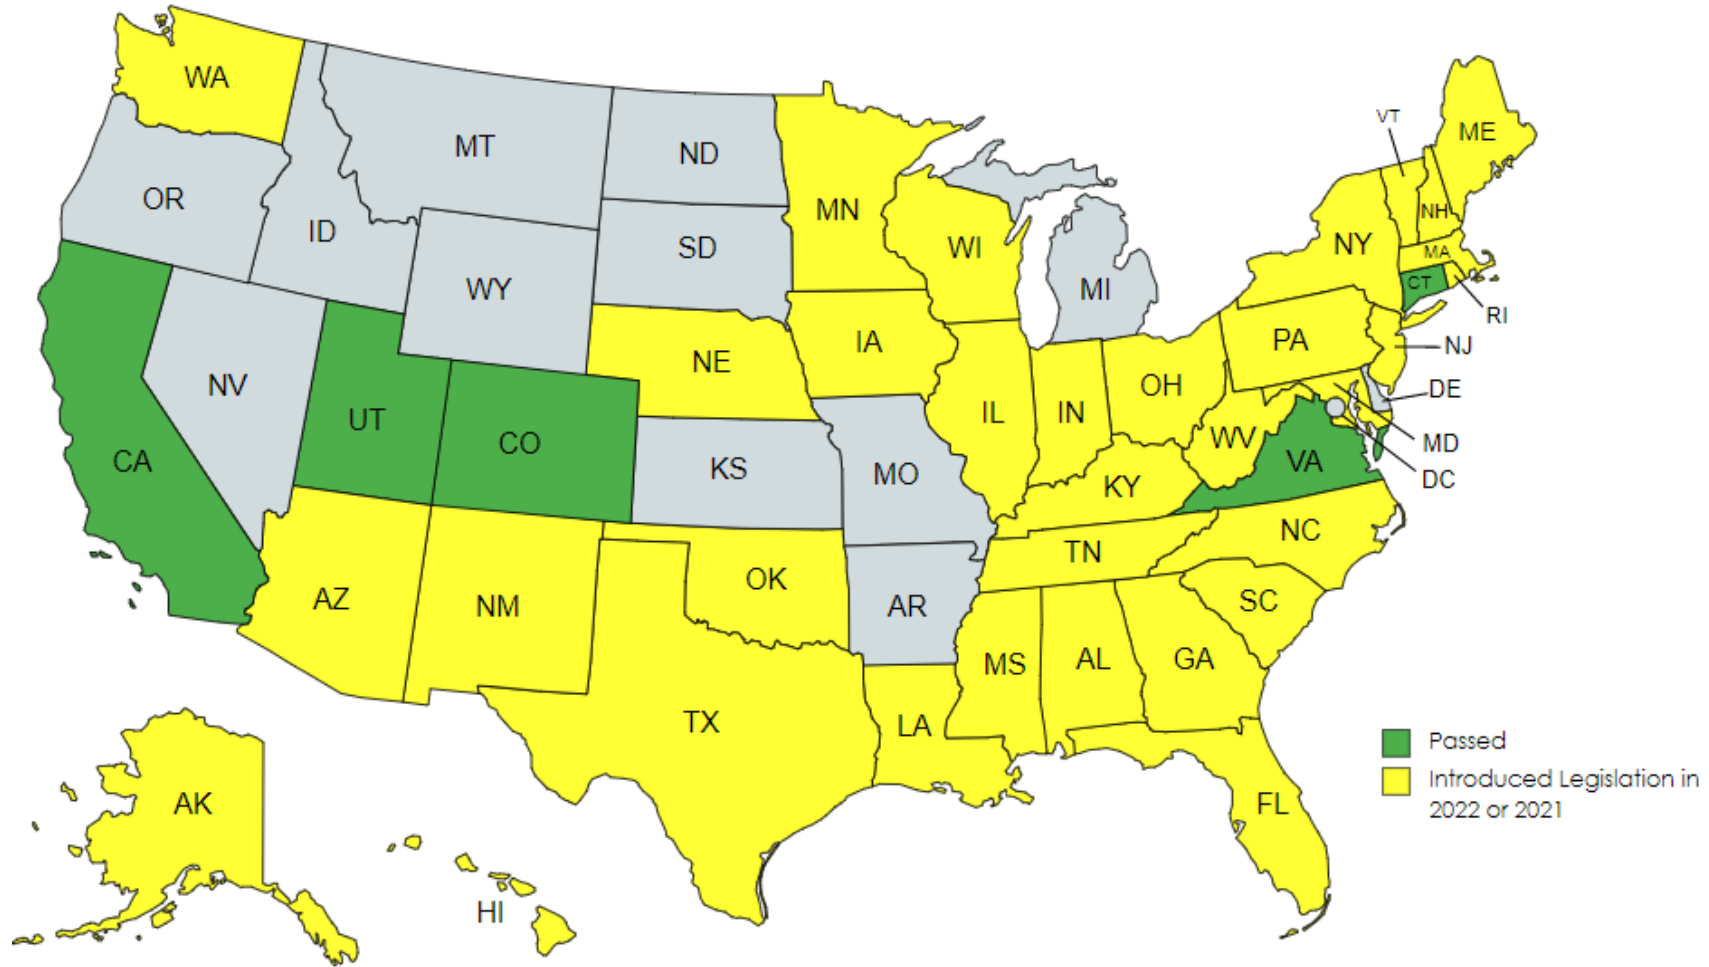 WA
MT
ND
OR
ID
SD
WY
MN
WI
MI
VT
ME
NH
NY
MA
CT
RI
NV
UT
CO
CA
NE
IA
KS
MO
IL
IN
OH
PA
NJ
DE
MD
DC
WV
VA
KY
NC
TN
SC
AZ
NM
OK
AR
MS
AL
GA
TX
LA
FL
AK
HI
Passed
Introduced Legislation in
2022 or 2021